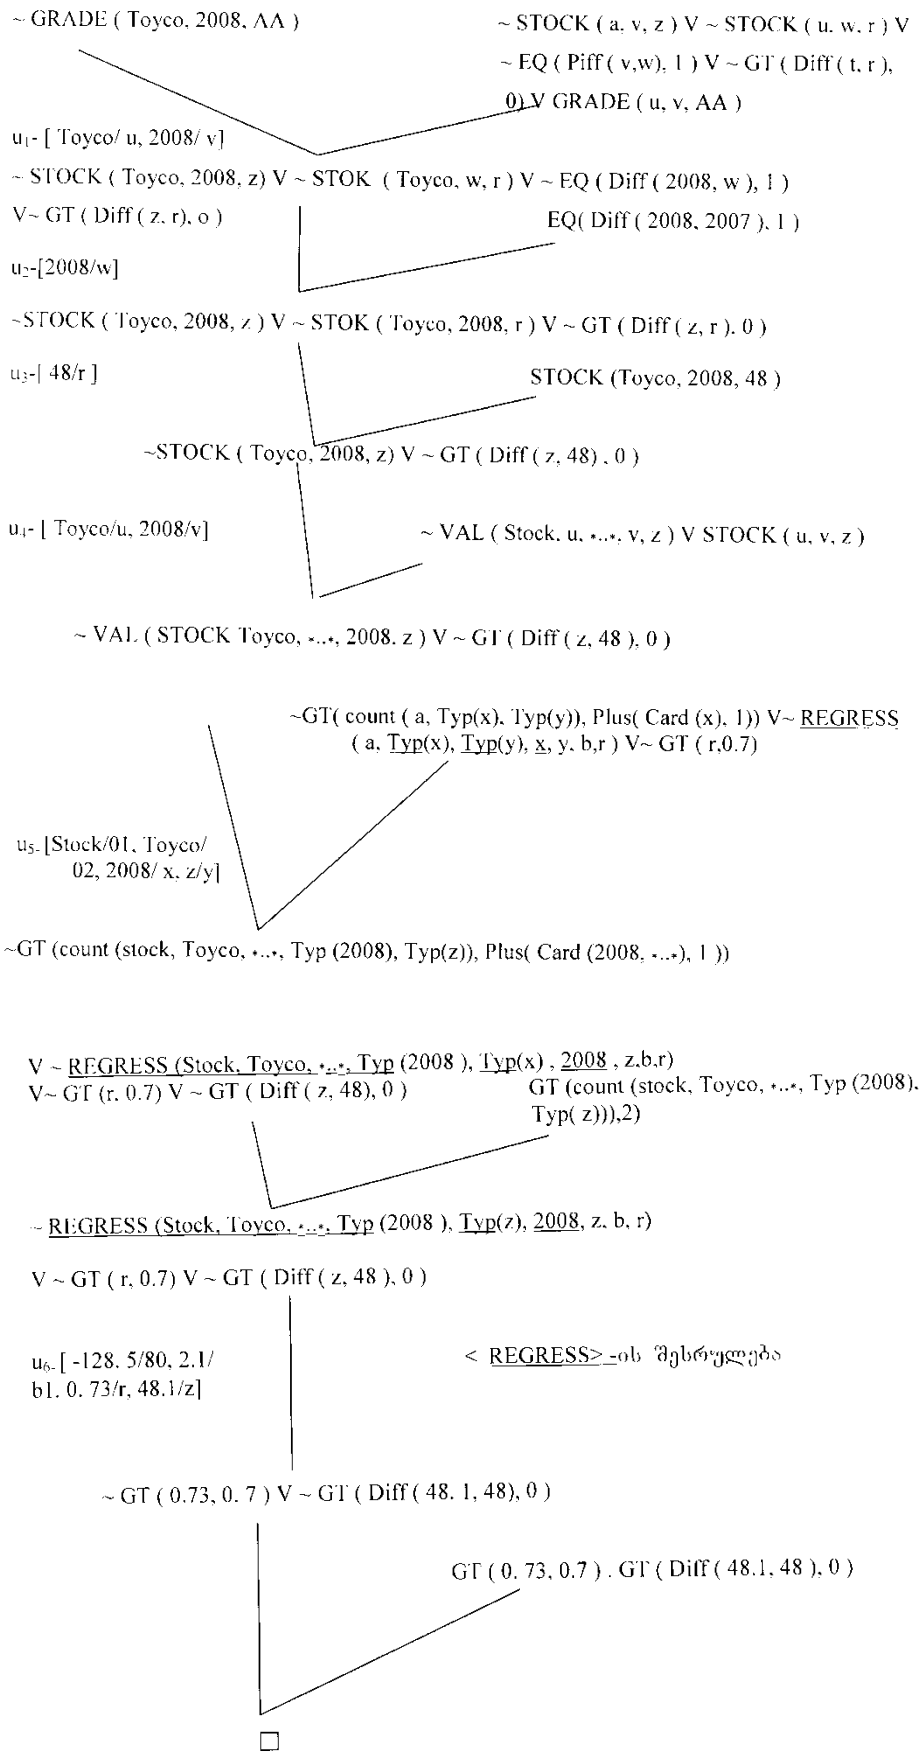 ~ GRADE ( Toyco, 2008, AA )
~ STOCK ( a, v, z ) V ~ STOCK ( u. w, r ) V
~ EQ ( Piff ( v,w), 1 ) V ~ GT ( Diff ( t, r ),
0) V GRADE ( u, v, AA )
u₁- [ Toyco/ u, 2008/ v]
~ STOCK ( Toyco, 2008, z) V ~ STOK ( Toyco, w, r ) V ~ EQ ( Diff ( 2008, w ), 1 )
V~ GT ( Diff ( z, r), o )
EQ( Diff ( 2008, 2007 ), 1 )
u₂-[2008/w]
~STOCK ( Toyco, 2008, z ) V ~ STOK ( Toyco, 2008, r ) V ~ GT ( Diff ( z, r ). 0 )
u₃-[ 48/r ]
STOCK (Toyco, 2008, 48 )
~STOCK ( Toyco, 2008, z) V ~ GT ( Diff ( z, 48) , 0 )
u₄- [ Toyco/u, 2008/v]
~ VAL ( Stock, u, *..*, v, z ) V STOCK ( u, v, z )
~ VAL ( STOCK Toyco, *..*, 2008. z ) V ~ GT ( Diff ( z, 48 ), 0 )
~GT( count ( a, Typ(x), Typ(y)), Plus( Card (x), 1)) V~ REGRESS
( a, Typ(x), Typ(y), x, y, b,r ) V~ GT ( r,0.7)
u₅-[Stock/01, Toyco/
02, 2008/ x, z/y]
~GT (count (stock, Toyco, *..*, Typ (2008), Typ(z)), Plus( Card (2008, *..*), 1 ))
V ~ REGRESS (Stock, Toyco, *..*, Typ (2008 ), Typ(x) , 2008 , z,b,r)
V~ GT (r, 0.7) V ~ GT ( Diff ( z, 48), 0 )
GT (count (stock, Toyco, *..*, Typ (2008),
Typ( z))),2)
~ REGRESS (Stock, Toyco, *..*, Typ (2008 ), Typ(z), 2008, z, b, r)
V ~ GT ( r, 0.7) V ~ GT ( Diff ( z, 48 ), 0 )
u₆-[ -128. 5/80, 2.1/
b1. 0. 73/r, 48.1/z]
< REGRESS> -ის შესრულება
~ GT ( 0.73, 0. 7 ) V ~ GT ( Diff ( 48. 1, 48), 0 )
GT ( 0. 73, 0.7 ) . GT ( Diff ( 48.1, 48 ), 0 )